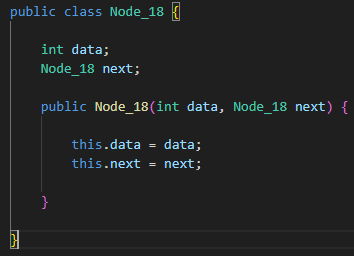 public class Node_18 {
int data;
Node_18 next;
public Node_18(int data, Node_18 next) {
this.data = data;
this.next = next;
}
}